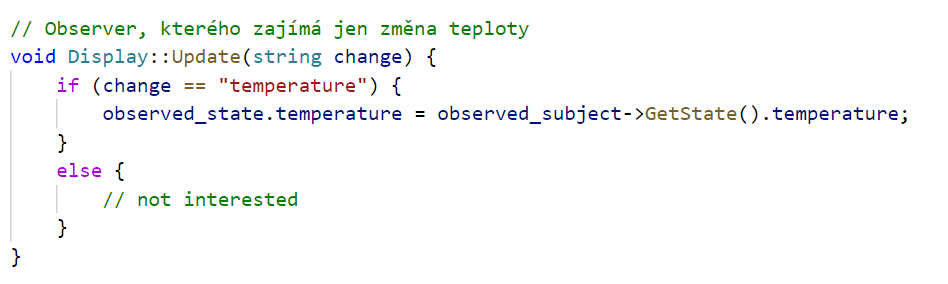 // Observer, kterého zajímá jen změna teploty
void Display::Update(string change) {
    if (change == "temperature") {
        observed_state.temperature = observed_subject->GetState().temperature;
    }
    else {
        // not interested
    }
}